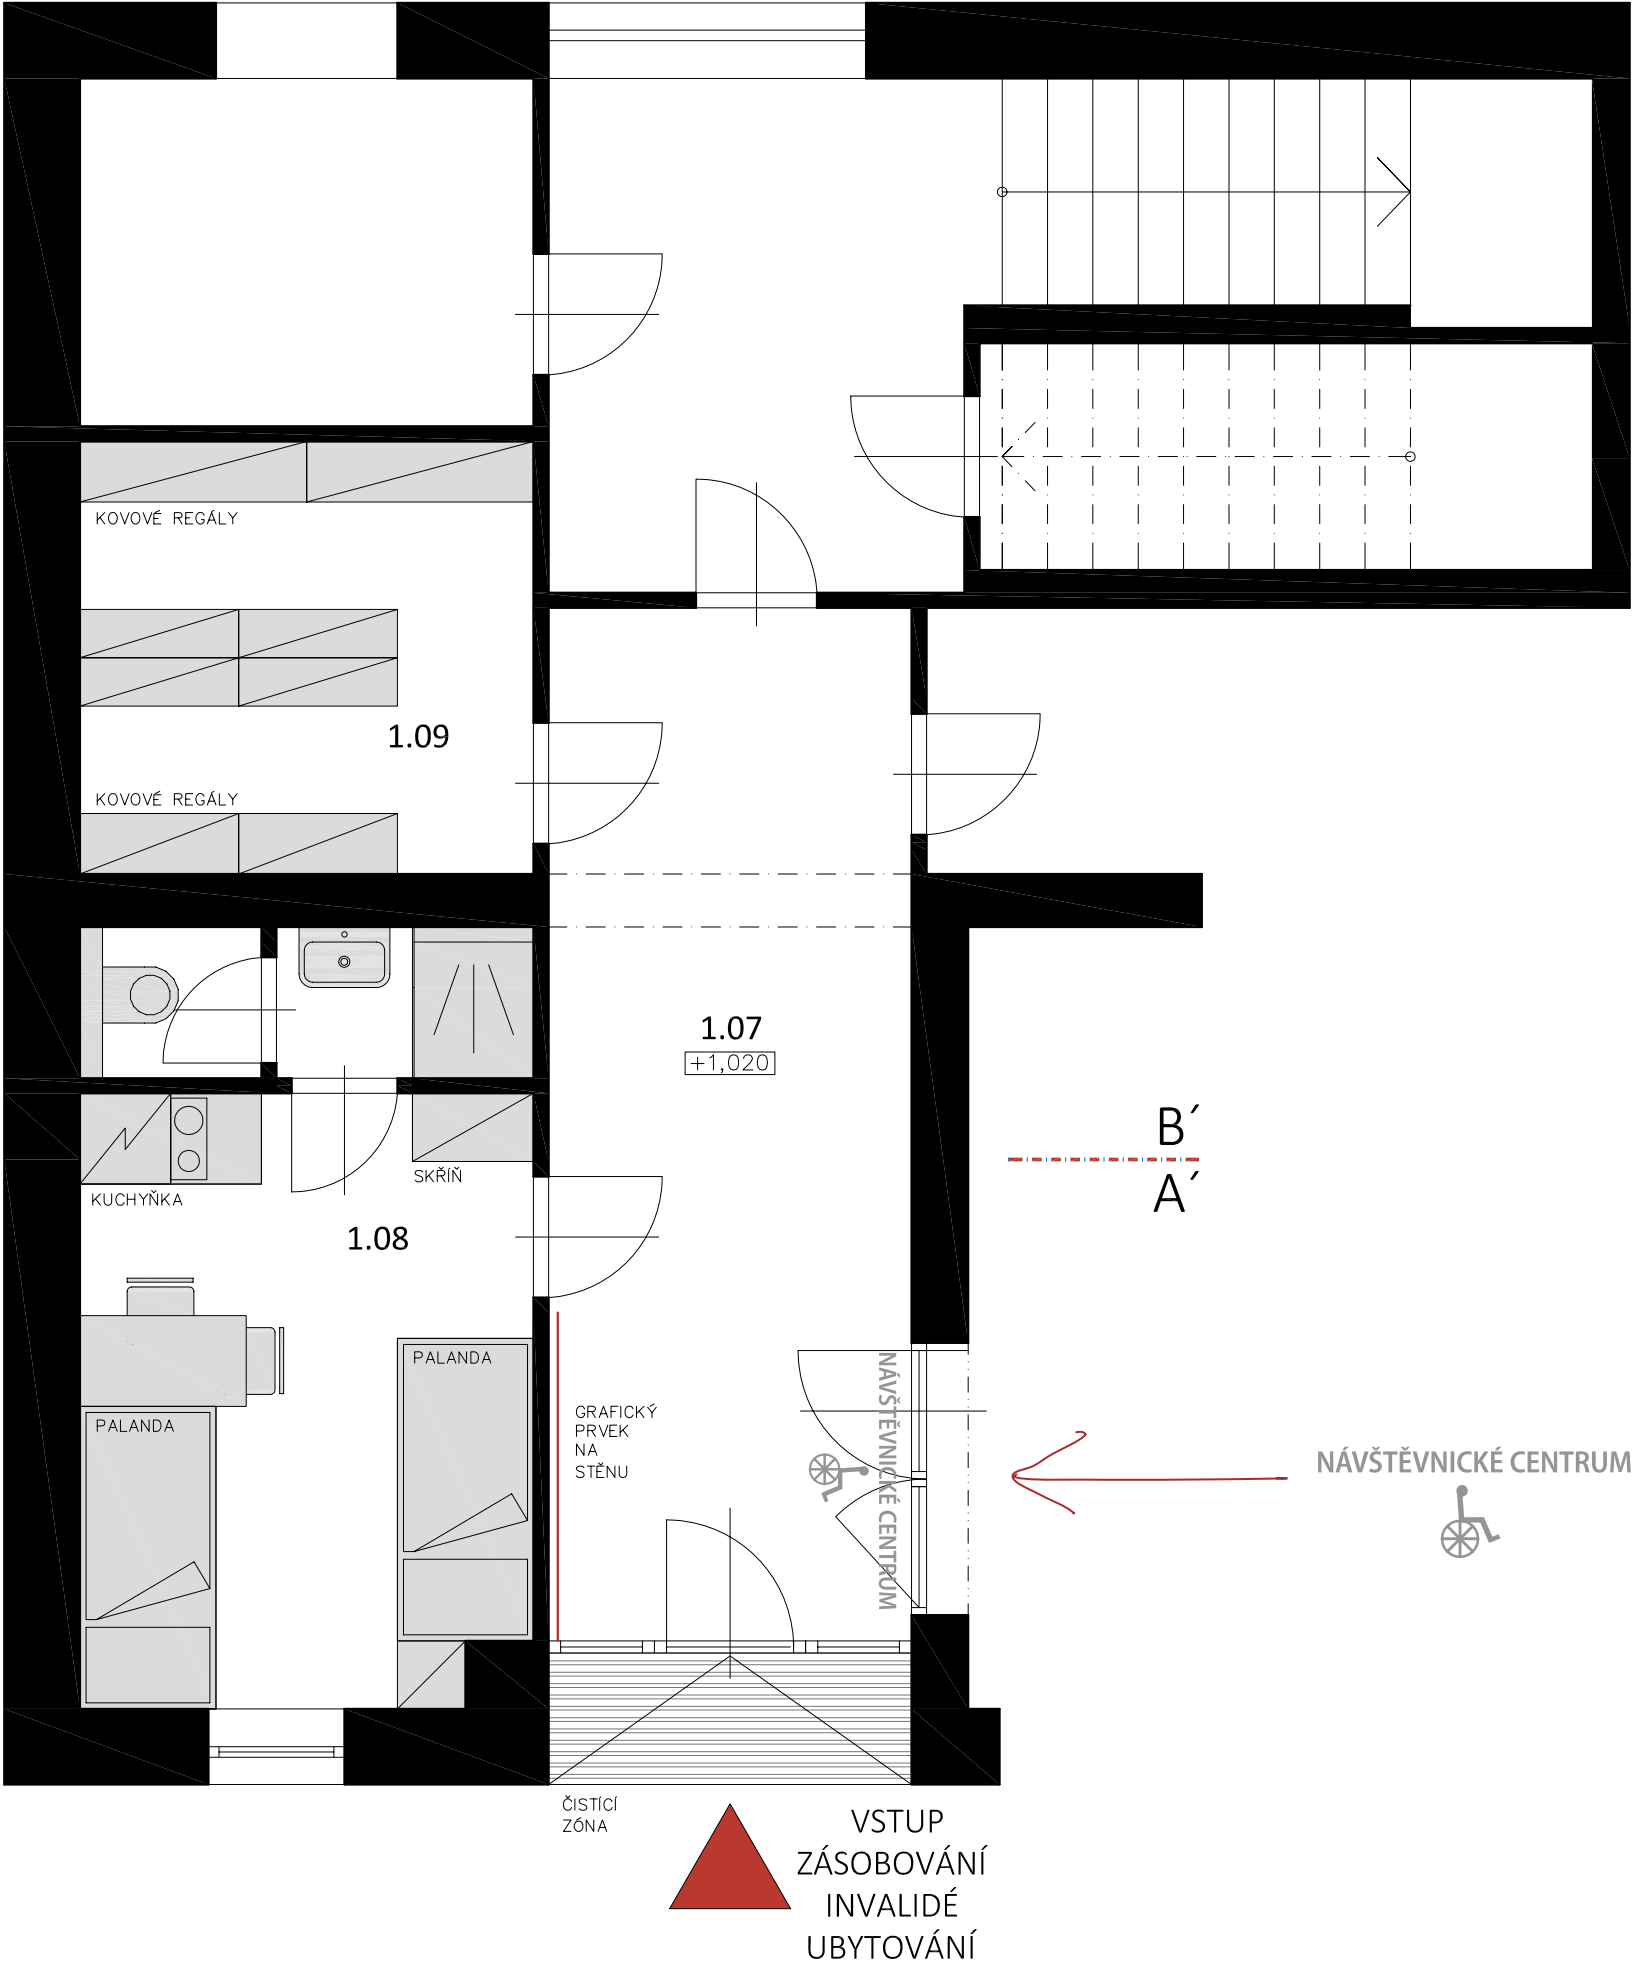 KOVOVÉ REGÁLY
1.09
KOVOVÉ REGÁLY
1.07
+1,020
B´
A´
SKŘÍŇ
KUCHYŇKA
1.08
PALANDA
PALANDA
GRAFICKÝ
PRVEK
NA
STĚNU
NÁVŠTĚVNICKÉ CENTRUM
NÁVŠTĚVNICKÉ CENTRUM
ČISTÍCÍ
ZÓNA
VSTUP
ZÁSOBOVÁNÍ
INVALIDÉ
UBYTOVÁNÍ